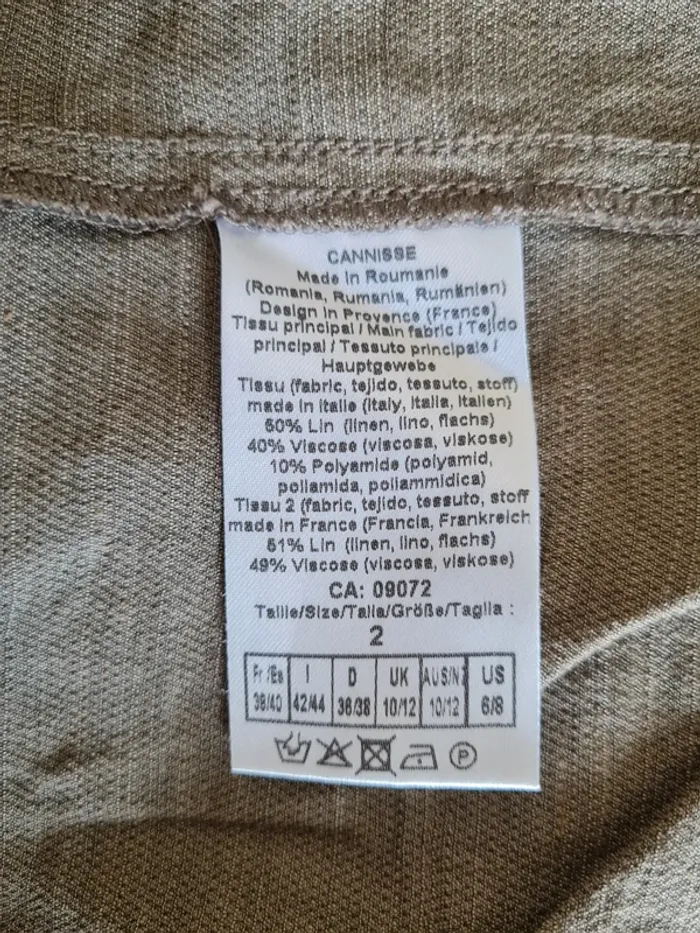 CANNISSE
Made in Roumanie
(Romania, Rumania, Rumänien)
Design in Provence (France)
Tissu principal / Main fabric / Tejido
principal / Tessuto principale /
Hauptgewebe
Tissu (fabric, tejido, tessuto, stoff)
made in Italie (Italy, Italia, Italien)
50% Lin (linen, lino, flachs)
40% Viscose (viscosa, viskose)
10% Polyamide (polyamid,
poliamida, poliammidica)
Tissu 2 (fabric, tejido, tessuto, stoff
made in France (Francia, Frankreich
51% Lin (linen, lino, flachs)
49% Viscose (viscosa, viskose)
CA: 09072
Taille/Size/Talla/Größe/Taglia :
2
Fr/Es I D UK AUS/NZ US
38/40 42/44 36/38 10/12 10/12 6/8
P